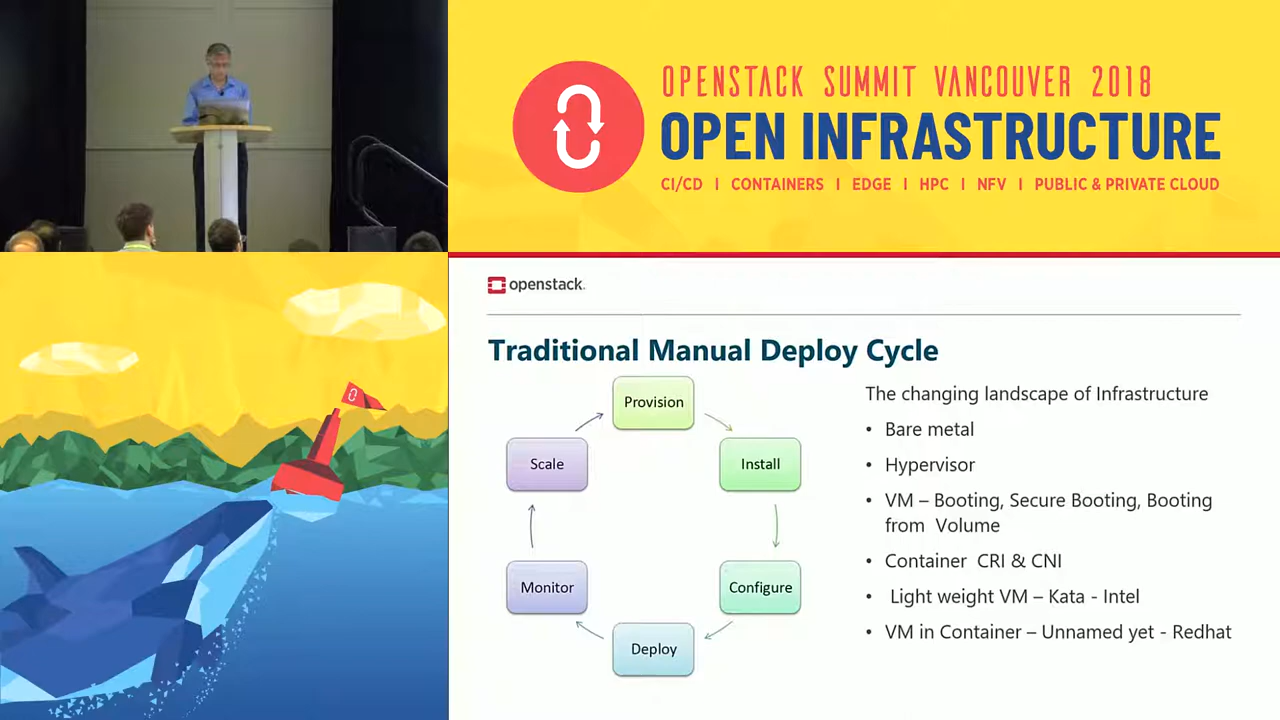 OPENSTACK SUMMIT VANCOUVER 2018
OPEN INFRASTRUCTURE
CI/CD | CONTAINERS | EDGE | HPC | NFV | PUBLIC & PRIVATE CLOUD
openstack.
Traditional Manual Deploy Cycle
Provision
Install
Configure
Deploy
Monitor
Scale
The changing landscape of Infrastructure
• Bare metal
• Hypervisor
• VM – Booting, Secure Booting, Booting
from Volume
• Container CRI & CNI
• Light weight VM – Kata - Intel
• VM in Container – Unnamed yet - Redhat